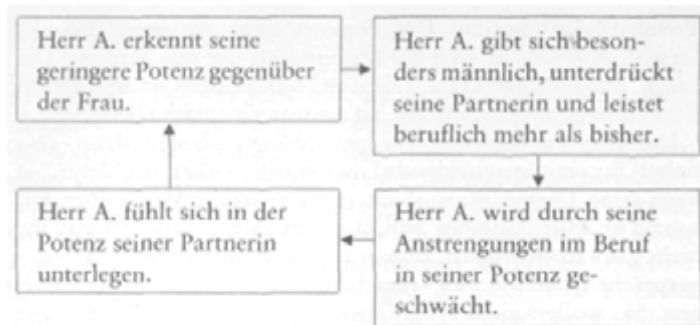 Herr A. erkennt seine
geringere Potenz gegenüber
der Frau.
Herr A. gibt sich beson-
ders männlich, unterdrückt
seine Partnerin und leistet
beruflich mehr als bisher.
Herr A. wird durch seine
Anstrengungen im Beruf
in seiner Potenz ge-
schwächt.
Herr A. fühlt sich in der
Potenz seiner Partnerin
unterlegen.